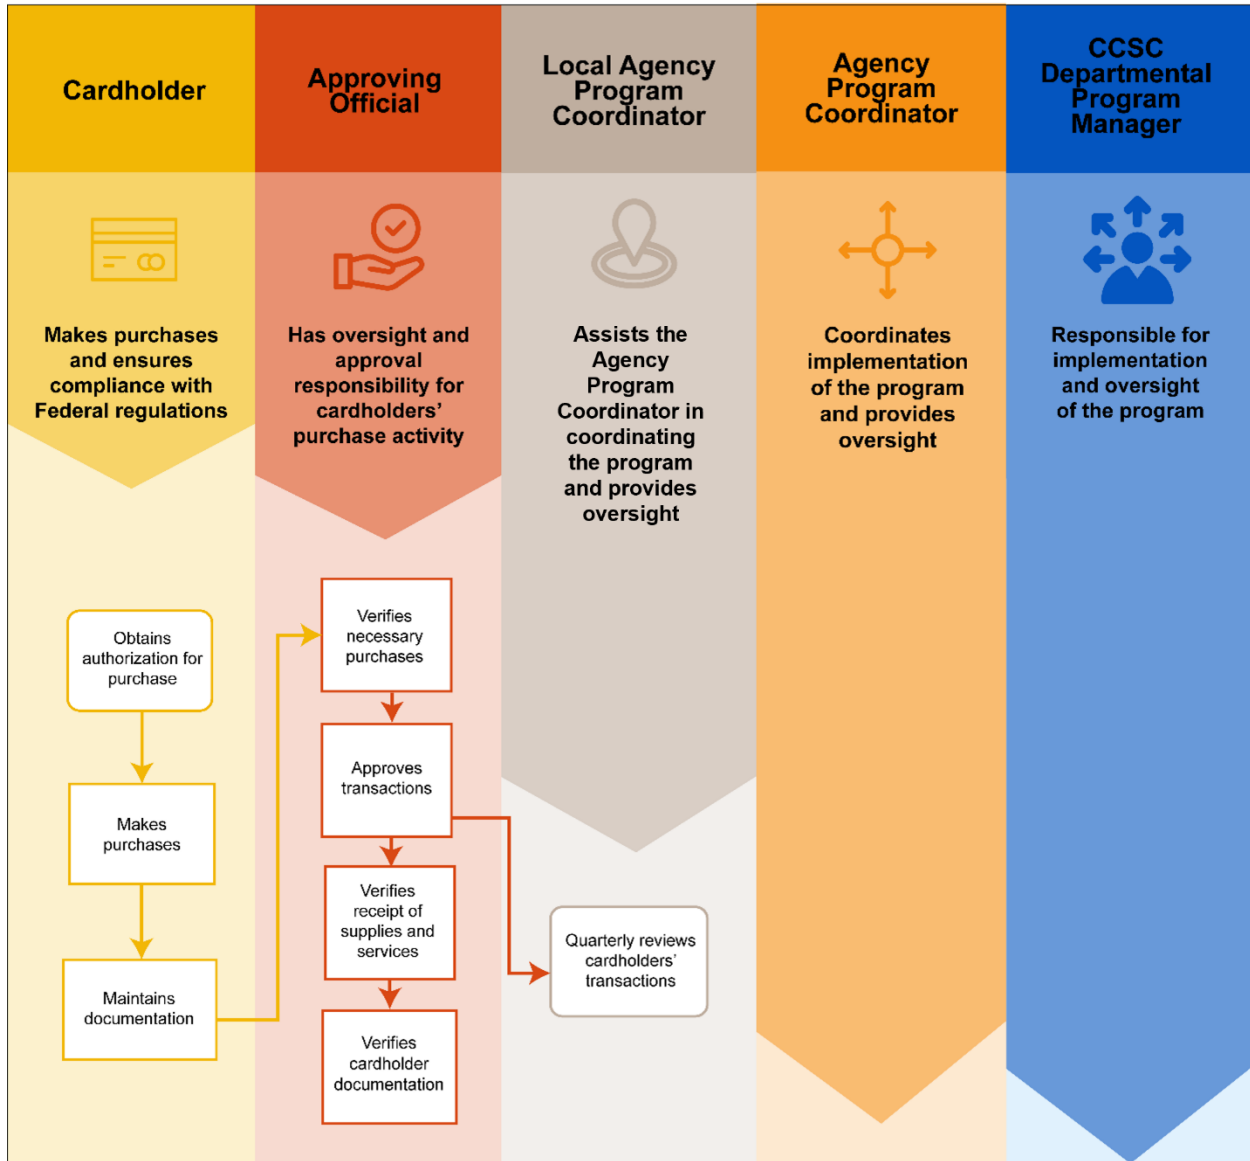 Cardholder
Approving
Official
Local Agency
Program
Coordinator
Agency
Program
Coordinator
CCSC
Departmental
Program
Manager
Makes purchases
and ensures
compliance with
Federal regulations
Has oversight and
approval
responsibility for
cardholders’
purchase activity
Assists the
Agency
Program
Coordinator in
coordinating
the program
and provides
oversight
Coordinates
implementation
of the program
and provides
oversight
Responsible for
implementation
and oversight
of the program
Obtains
authorization for
purchase
Makes
purchases
Maintains
documentation
Verifies
necessary
purchases
Approves
transactions
Verifies
receipt of
supplies and
services
Verifies
cardholder
documentation
Quarterly reviews
cardholders’
transactions